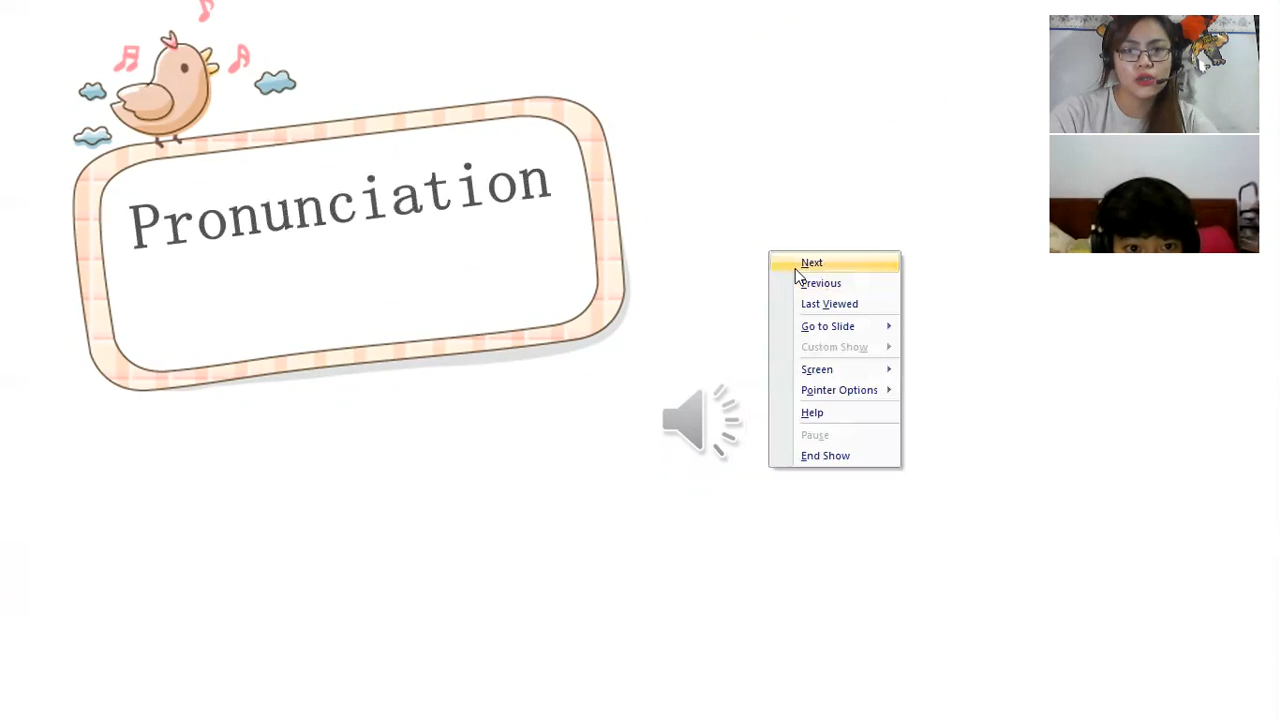 Pronunciation
Next
Previous
Last Viewed
Go to Slide
Custom Show
Screen
Pointer Options
Help
Pause
End Show